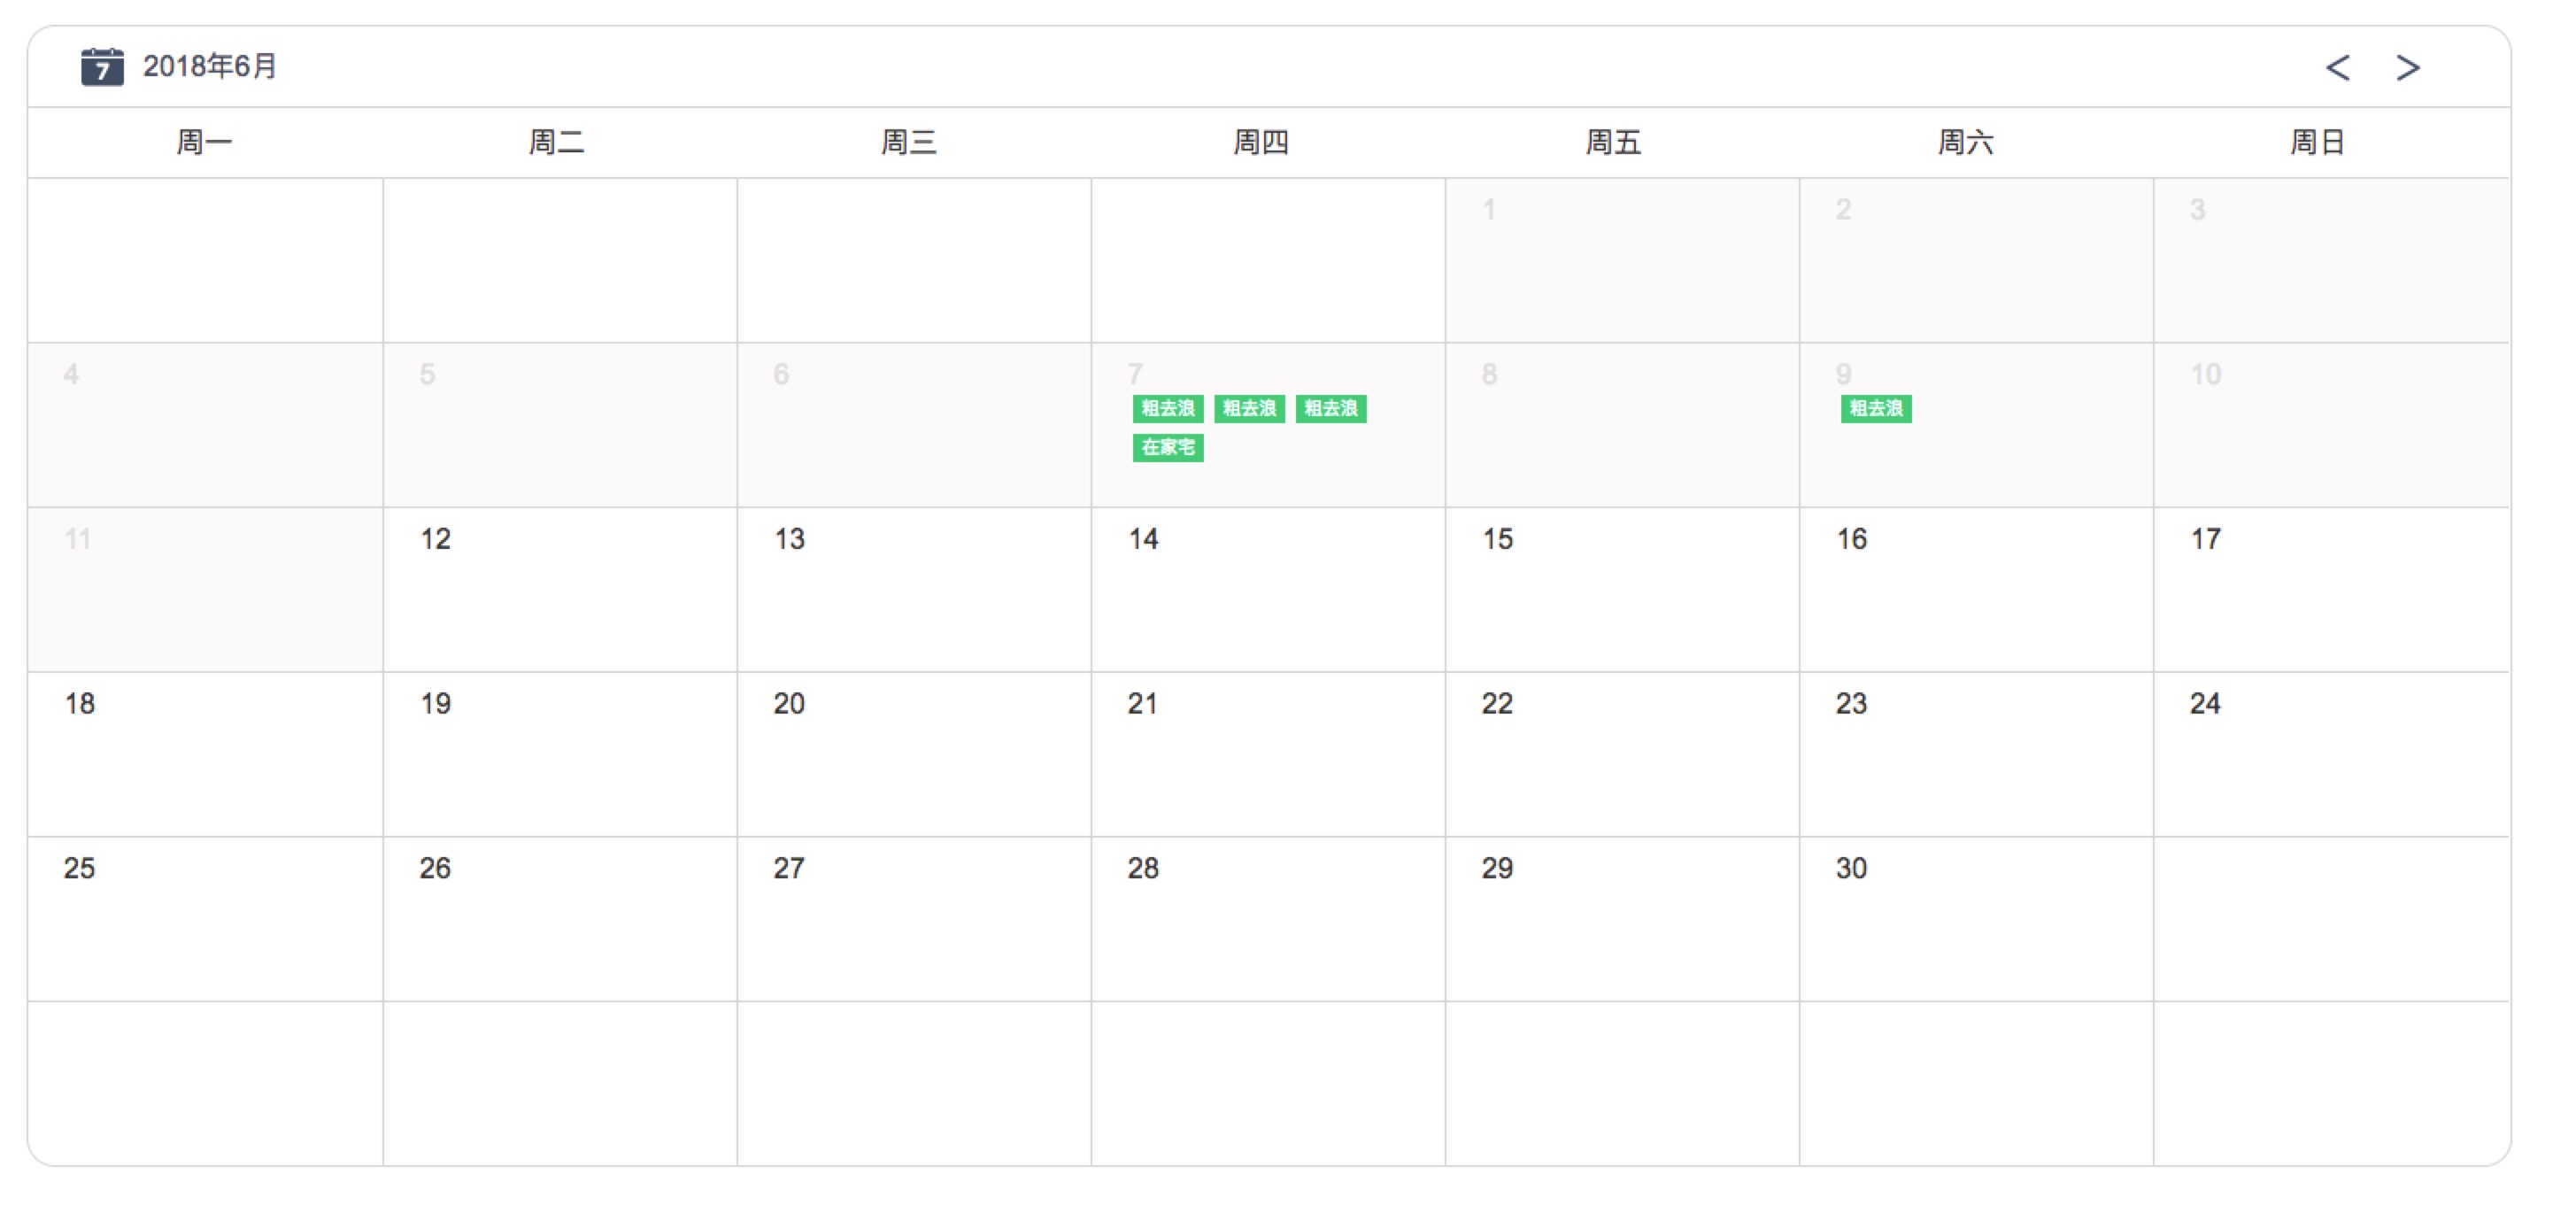 7 2018年6月 < >
周一 周二 周三 周四 周五 周六 周日
1 2 3
4 5 6 7 8 9 10
粗去浪 粗去浪 粗去浪 粗去浪
在家宅
11 12 13 14 15 16 17
18 19 20 21 22 23 24
25 26 27 28 29 30